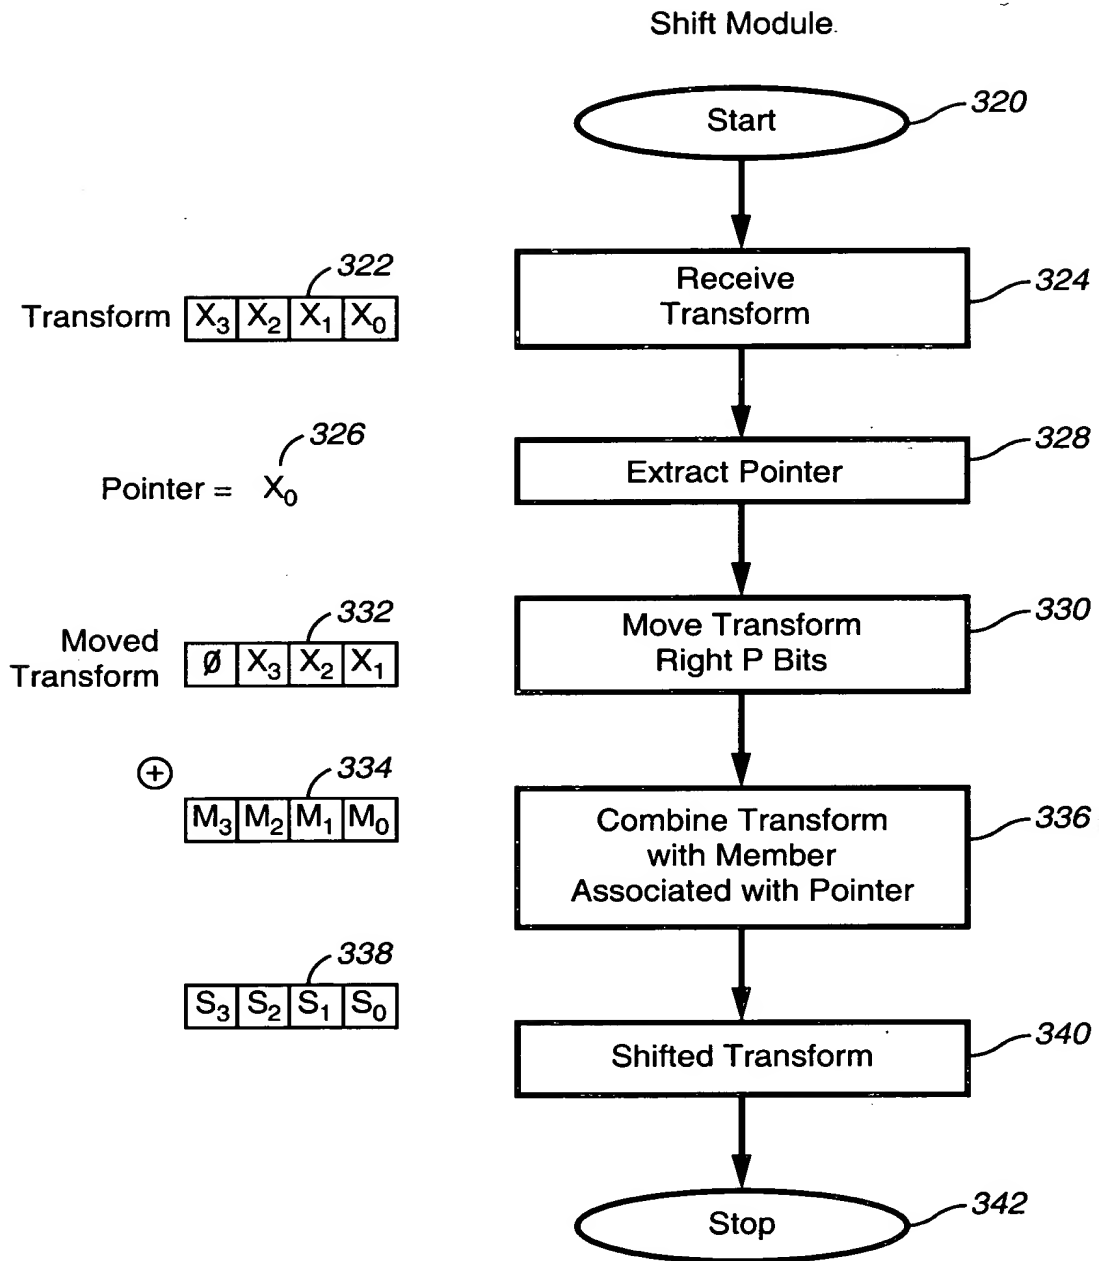 Shift Module
Start
320
322
Transform
X3 X2 X1 X0
Receive
Transform
324
326
Pointer = X0
Extract Pointer
328
332
Moved
Transform
Ø X3 X2 X1
Move Transform
Right P Bits
330
334
+
M3 M2 M1 M0
Combine Transform
with Member
Associated with Pointer
336
338
S3 S2 S1 S0
Shifted Transform
340
Stop
342